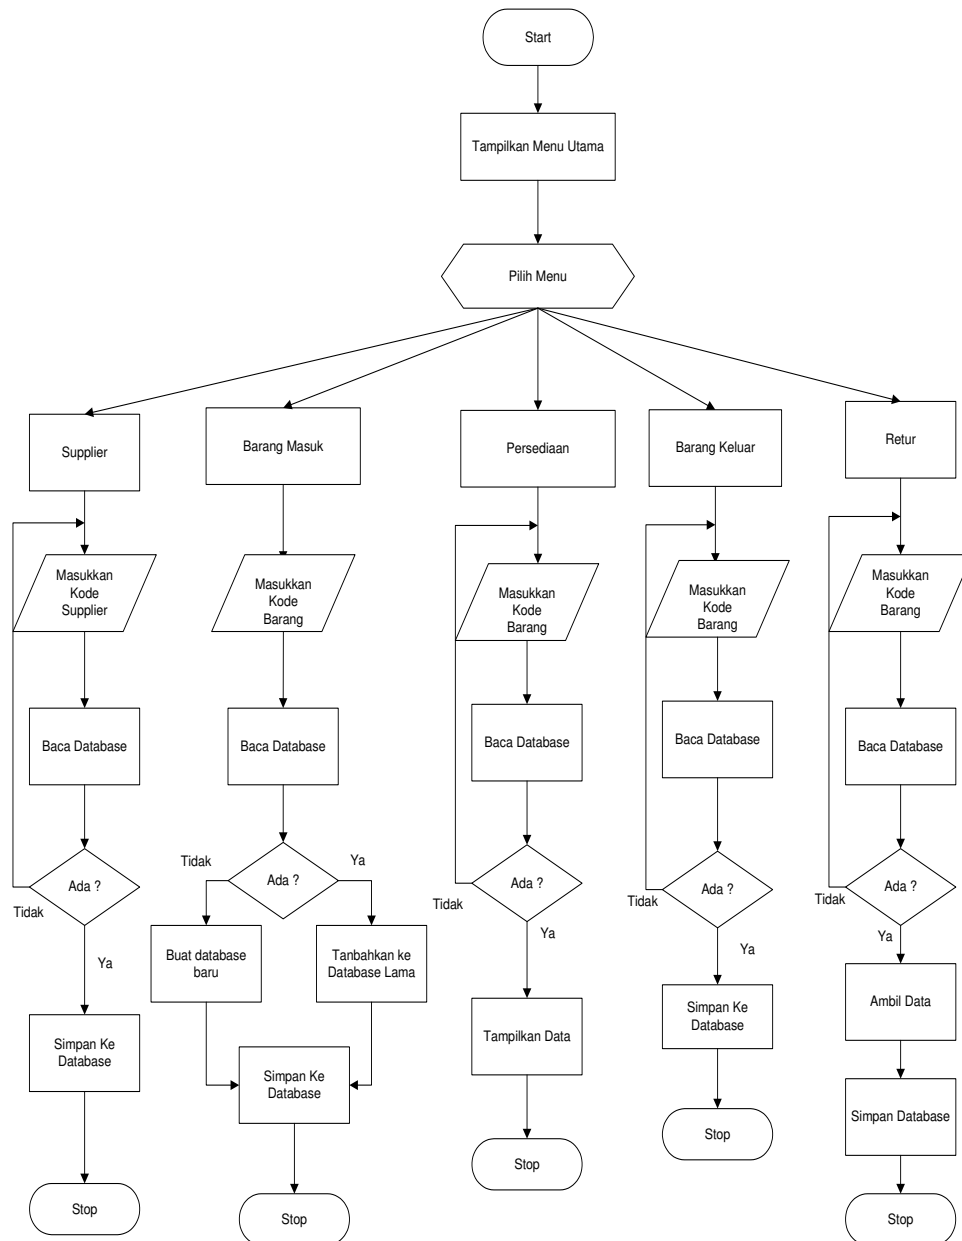 Start
Tampilkan Menu Utama
Pilih Menu
Supplier
Masukkan
Kode
Supplier
Baca Database
Ada ?
Tidak
Ya
Simpan Ke
Database
Stop
Barang Masuk
Masukkan
Kode
Barang
Baca Database
Tidak
Ya
Ada ?
Buat database
baru
Tanbahkan ke
Database Lama
Simpan Ke
Database
Stop
Persediaan
Masukkan
Kode
Barang
Baca Database
Ada ?
Tidak
Ya
Tampilkan Data
Stop
Barang Keluar
Masukkan
Kode
Barang
Baca Database
Ada ?
Tidak
Ya
Simpan Ke
Database
Stop
Retur
Masukkan
Kode
Barang
Baca Database
Ada ?
Tidak
Ya
Ambil Data
Simpan Database
Stop